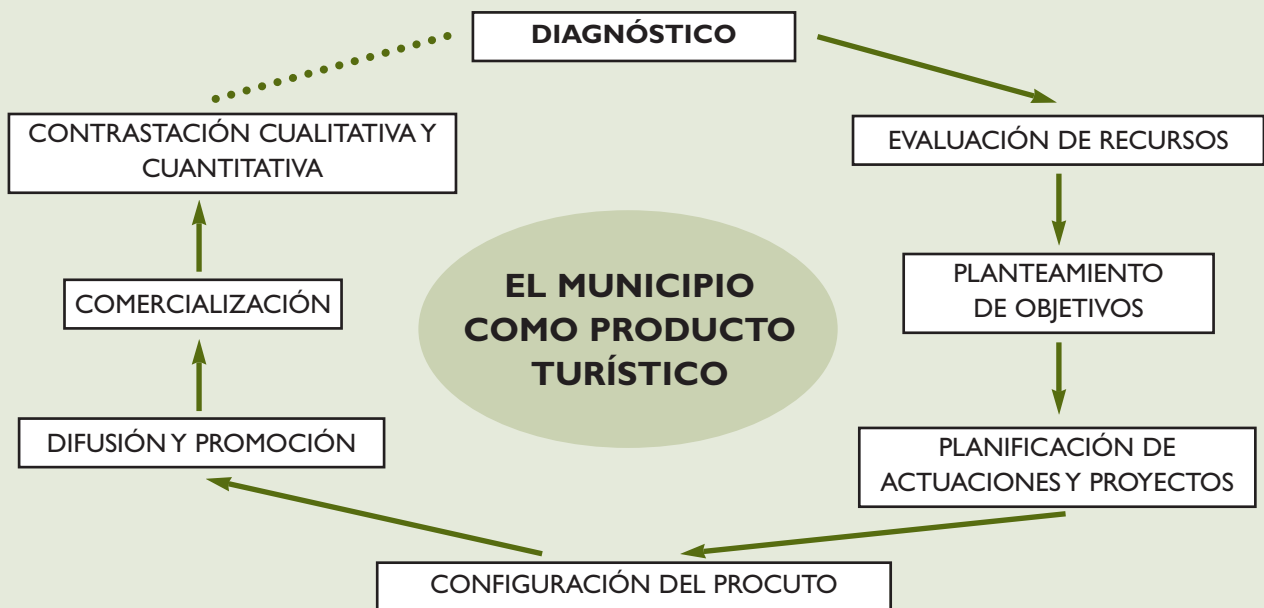 DIAGNÓSTICO
EVALUACIÓN DE RECURSOS
PLANTEAMIENTO
DE OBJETIVOS
PLANIFICACIÓN DE
ACTUACIONES Y PROYECTOS
CONFIGURACIÓN DEL PROCUTO
DIFUSIÓN Y PROMOCIÓN
COMERCIALIZACIÓN
CONTRASTACIÓN CUALITATIVA Y
CUANTITATIVA
EL MUNICIPIO
COMO PRODUCTO
TURÍSTICO